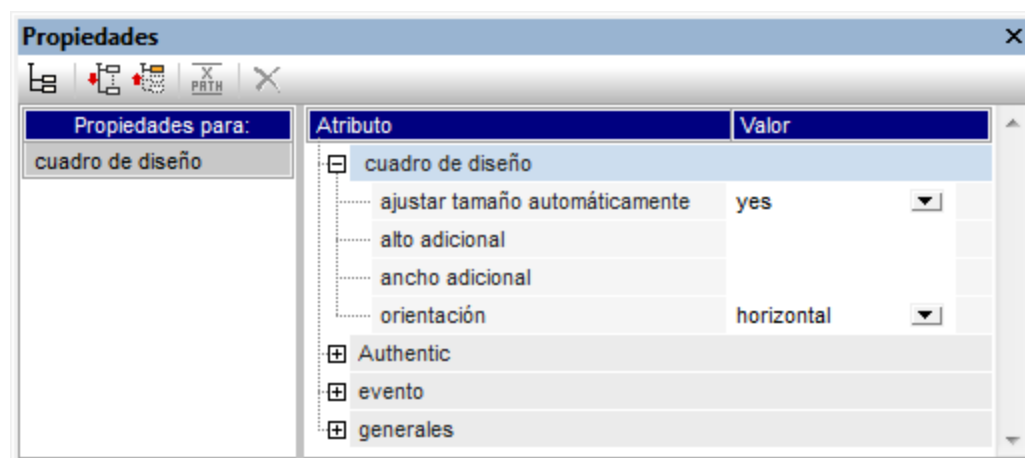 Propiedades
X
PATH
Propiedades para:
Atributo
Valor
cuadro de diseño
cuadro de diseño
ajustar tamaño automáticamente
yes
alto adicional
ancho adicional
orientación
horizontal
Authentic
evento
generales